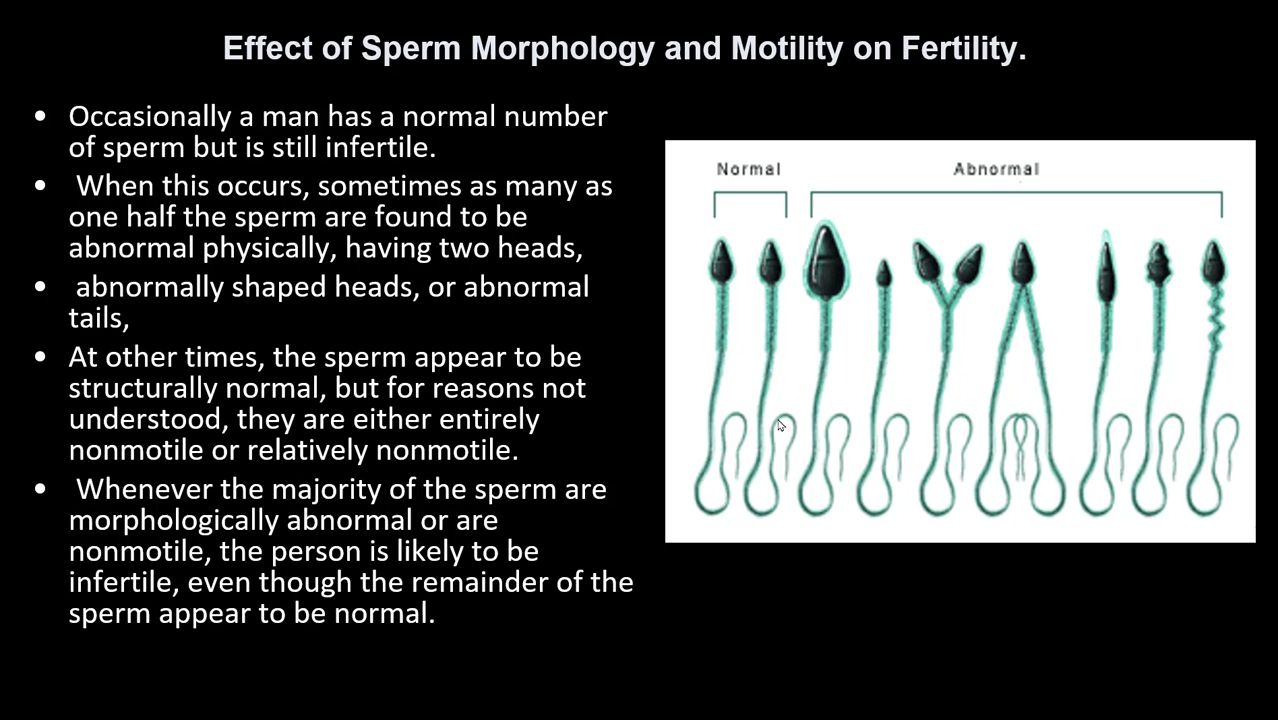 Effect of Sperm Morphology and Motility on Fertility.
• Occasionally a man has a normal number
of sperm but is still infertile.
• When this occurs, sometimes as many as
one half the sperm are found to be
abnormal physically, having two heads,
• abnormally shaped heads, or abnormal
tails,
• At other times, the sperm appear to be
structurally normal, but for reasons not
understood, they are either entirely
nonmotile or relatively nonmotile.
• Whenever the majority of the sperm are
morphologically abnormal or are
nonmotile, the person is likely to be
infertile, even though the remainder of the
sperm appear to be normal.
Normal
Abnormal